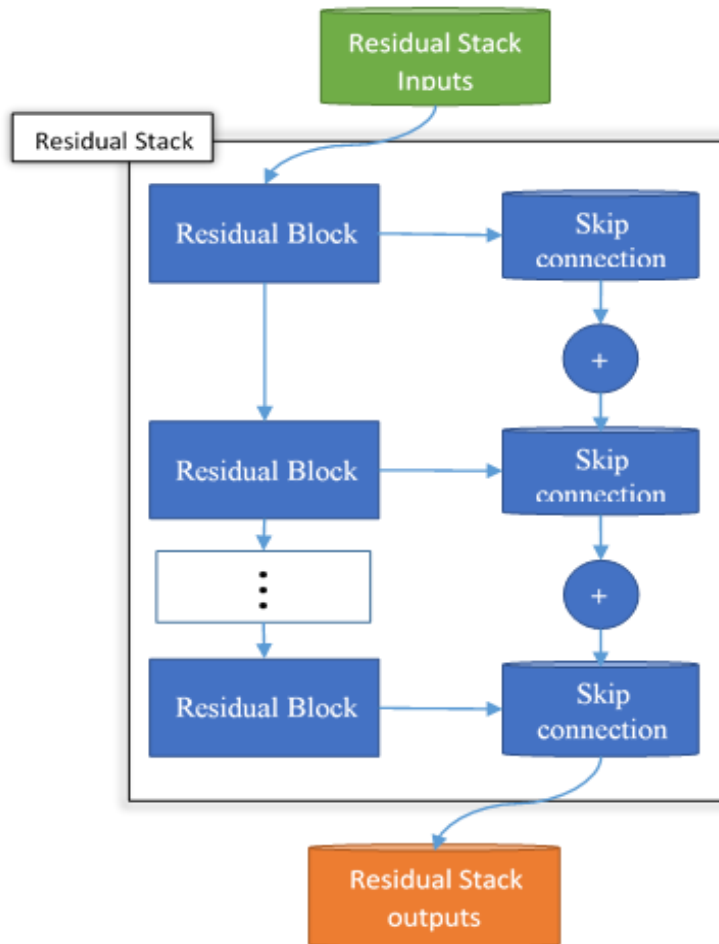 Residual Stack
Inputs
Residual Stack
Residual Block
Skip
connection
+
Residual Block
Skip
connection
⋮
+
Residual Block
Skip
connection
Residual Stack
outputs